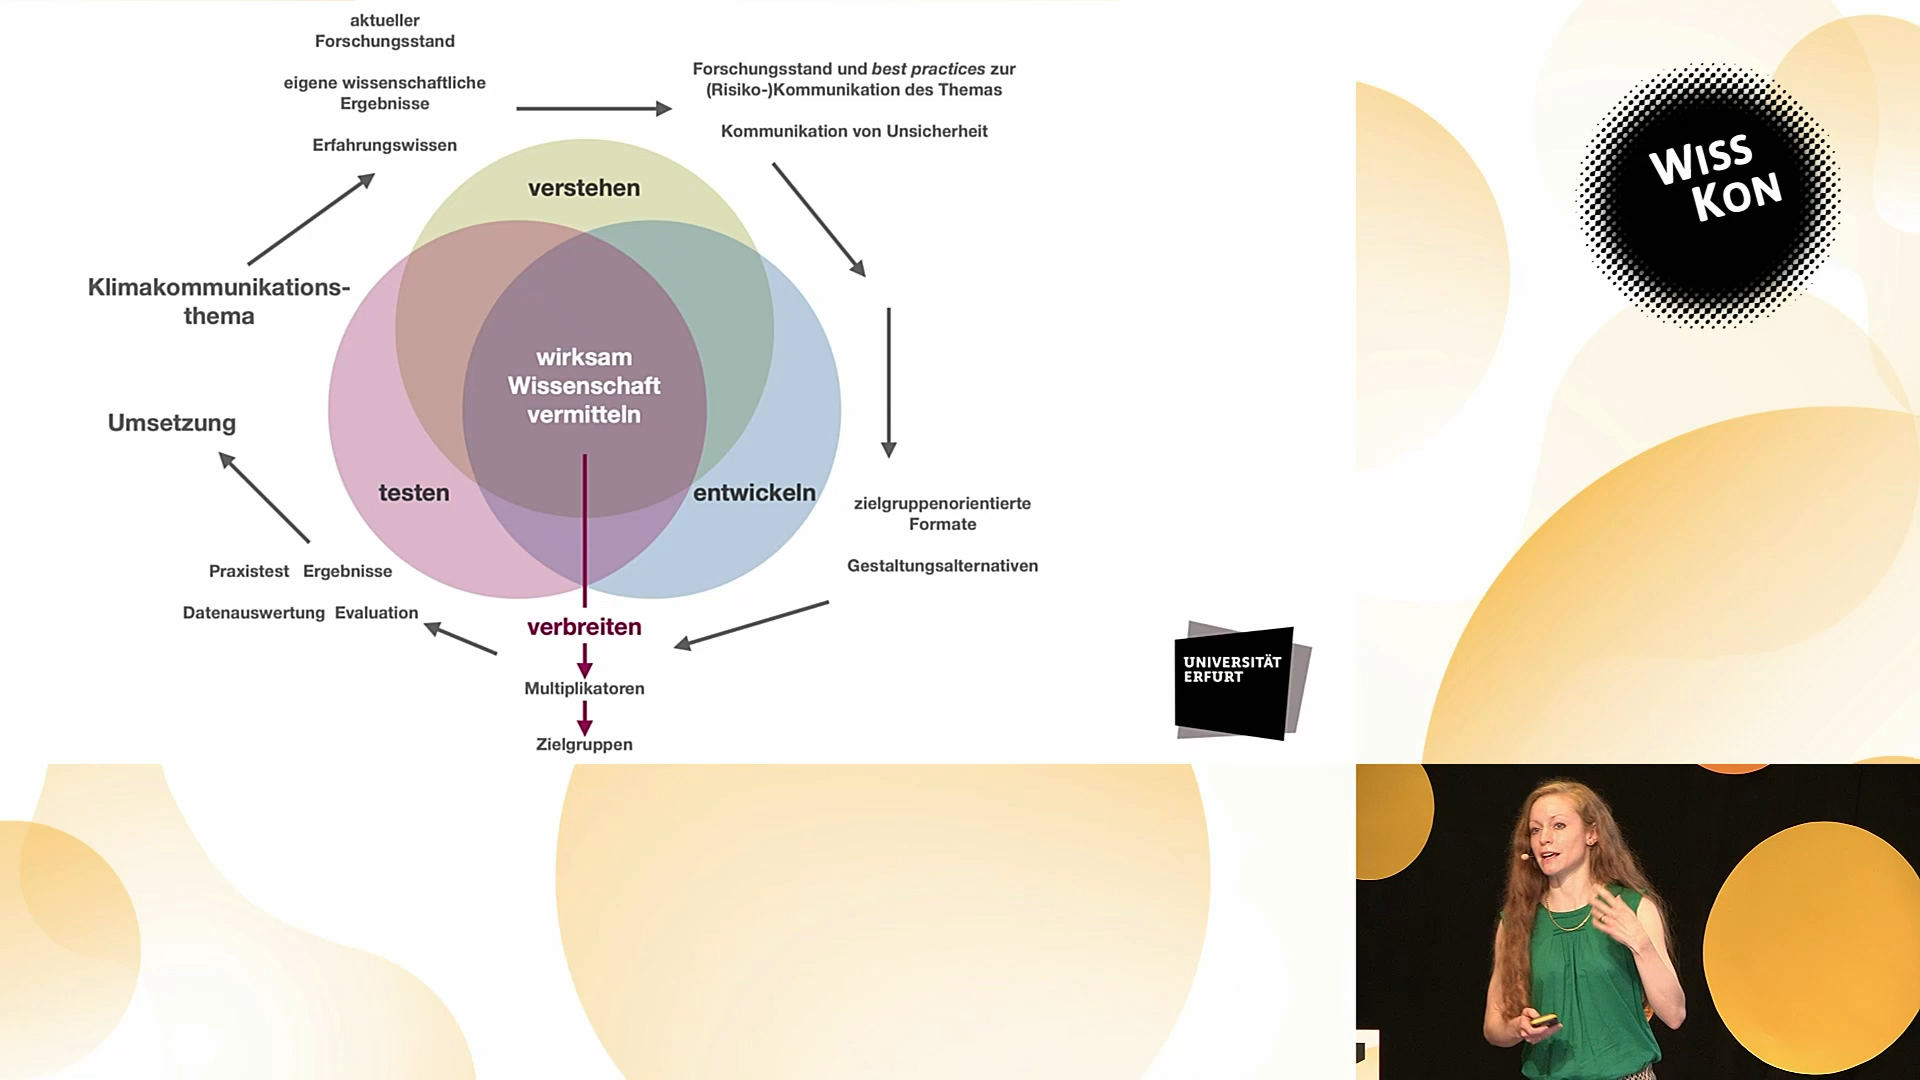 aktueller
Forschungsstand
eigene wissenschaftliche
Ergebnisse
Erfahrungswissen
Forschungsstand und best practices zur
(Risiko-)Kommunikation des Themas
Kommunikation von Unsicherheit
WISS
KON
verstehen
Klimakommunikations-
thema
wirksam
Wissenschaft
vermitteln
Umsetzung
testen
entwickeln
zielgruppenorientierte
Formate
Gestaltungsalternativen
Praxistest Ergebnisse
Datenauswertung Evaluation
verbreiten
Multiplikatoren
Zielgruppen
UNIVERSITÄT
ERFURT